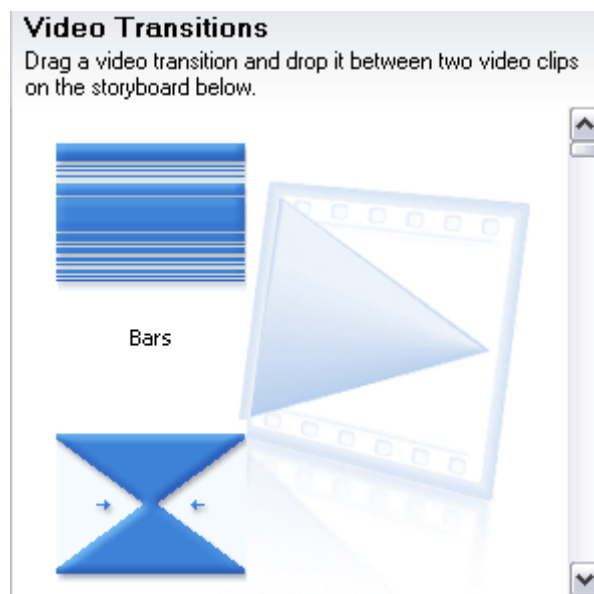 Video Transitions
Drag a video transition and drop it between two video clips
on the storyboard below.
Bars